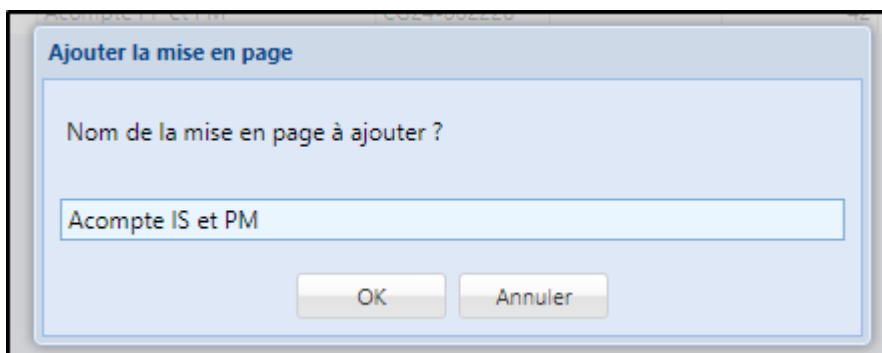 Ajouter la mise en page
Nom de la mise en page à ajouter ?
Acompte IS et PM
OK Annuler